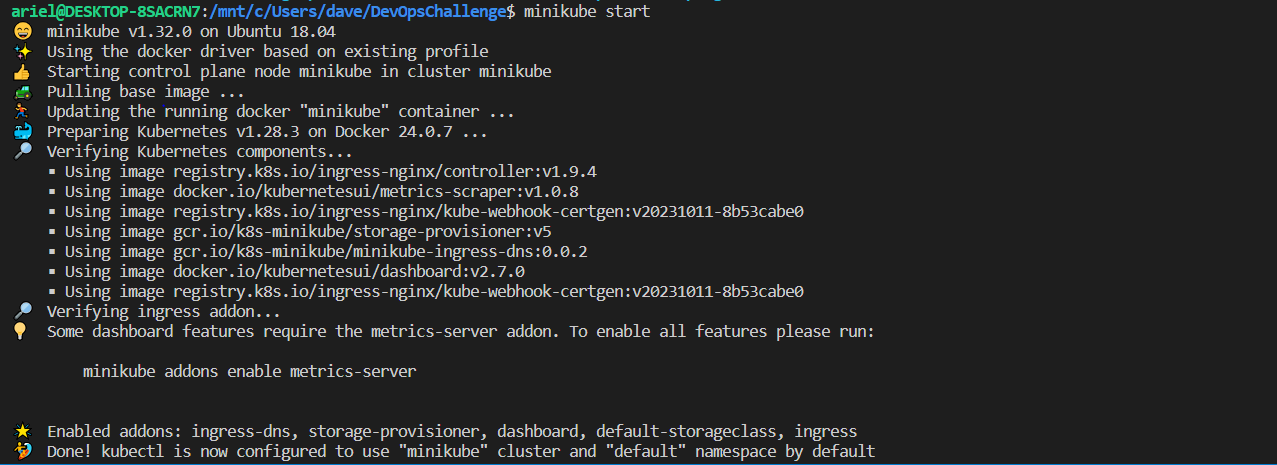 ariel@DESKTOP-8SACRN7:/mnt/c/Users/dave/DevOpsChallenge$ minikube start
😄 minikube v1.32.0 on Ubuntu 18.04
✨ Using the docker driver based on existing profile
👍 Starting control plane node minikube in cluster minikube
🚜 Pulling base image ...
🏃 Updating the running docker "minikube" container ...
🐳 Preparing Kubernetes v1.28.3 on Docker 24.0.7 ...
🔎 Verifying Kubernetes components...
▪ Using image registry.k8s.io/ingress-nginx/controller:v1.9.4
▪ Using image docker.io/kubernetesui/metrics-scraper:v1.0.8
▪ Using image registry.k8s.io/ingress-nginx/kube-webhook-certgen:v20231011-8b53cabe0
▪ Using image gcr.io/k8s-minikube/storage-provisioner:v5
▪ Using image gcr.io/k8s-minikube/minikube-ingress-dns:0.0.2
▪ Using image docker.io/kubernetesui/dashboard:v2.7.0
▪ Using image registry.k8s.io/ingress-nginx/kube-webhook-certgen:v20231011-8b53cabe0
🔎 Verifying ingress addon...
💡 Some dashboard features require the metrics-server addon. To enable all features please run:
minikube addons enable metrics-server
🌟 Enabled addons: ingress-dns, storage-provisioner, dashboard, default-storageclass, ingress
🏄 Done! kubectl is now configured to use "minikube" cluster and "default" namespace by default